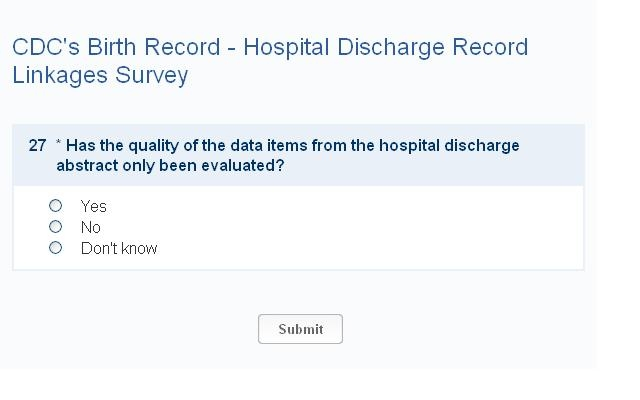 CDC's Birth Record - Hospital Discharge Record
Linkages Survey
27 * Has the quality of the data items from the hospital discharge
abstract only been evaluated?
Yes
No
Don't know
Submit